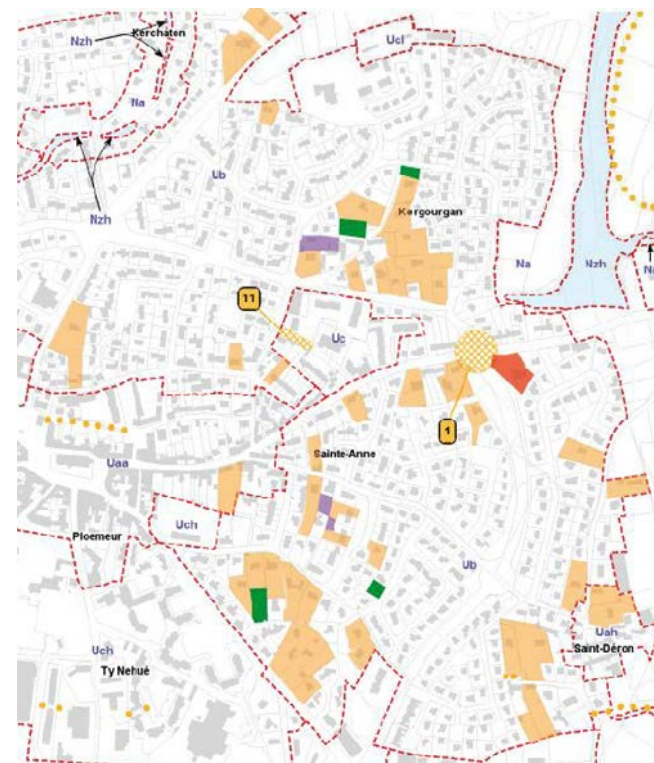 Kerchaten
Nzh
Ucl
Na
Ub
Nzh
Kergourgan
Na
Nzh
11
Uc
1
Sainte-Anne
Uaa
Uch
Ploemeur
Ub
Uah
Saint-Déron
Uch
Ty Nehué